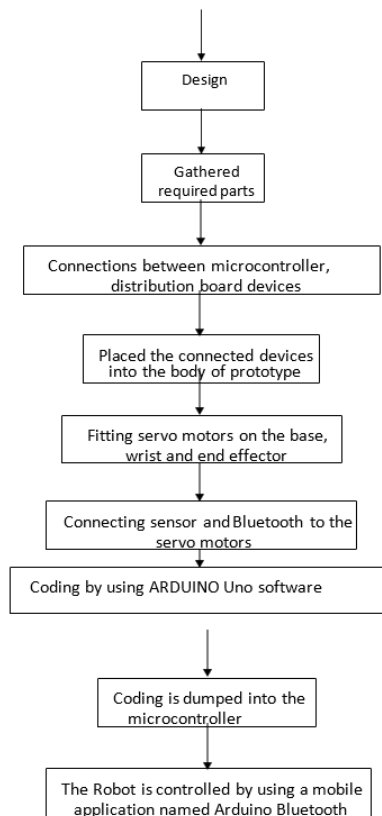 Design
Gathered
required parts
Connections between microcontroller,
distribution board devices
Placed the connected devices
into the body of prototype
Fitting servo motors on the base,
wrist and end effector
Connecting sensor and Bluetooth to the
servo motors
Coding by using ARDUINO Uno software
Coding is dumped into the
microcontroller
The Robot is controlled by using a mobile
application named Arduino Bluetooth